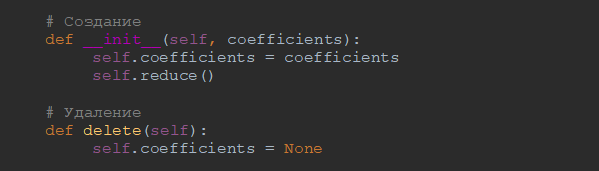 # Создание
def __init__(self, coefficients):
self.coefficients = coefficients
self.reduce()
# Удаление
def delete(self):
self.coefficients = None